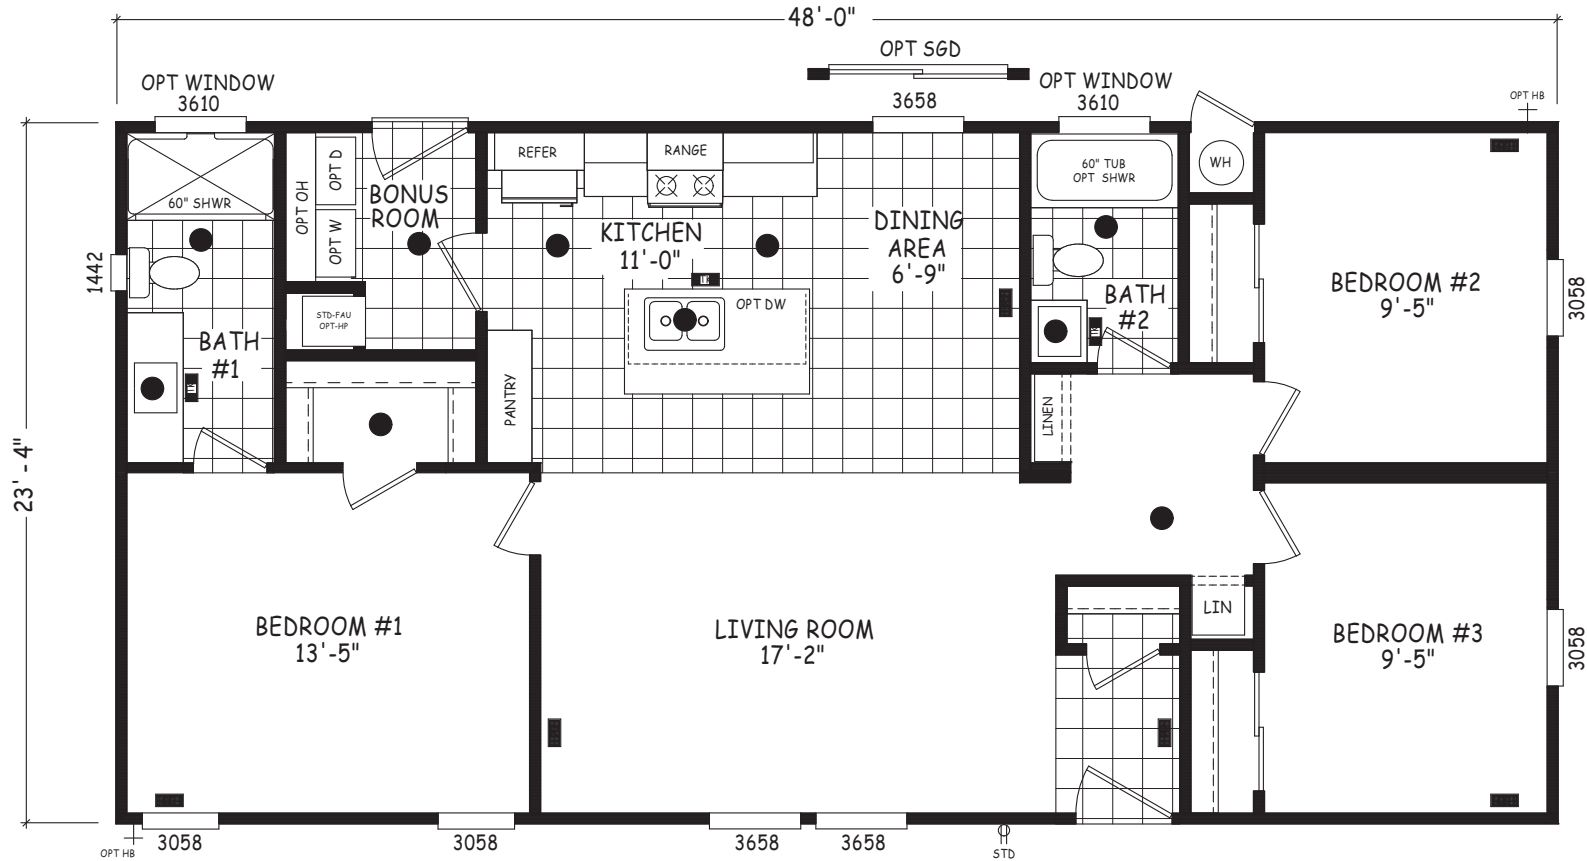 48'-0"
OPT SGD
OPT WINDOW
3610
3658
OPT WINDOW
3610
OPT HB
REFER
RANGE
60" TUB
OPT SHWR
WH
OPT D
OPT OH
OPT W
BONUS
ROOM
60" SHWR
KITCHEN
11'-0"
DINING
AREA
6'-9"
1442
BEDROOM #2
9'-5"
3058
OPT DW
BATH
#2
STD-FAU
OPT-HP
BATH
#1
PANTRY
LINEN
23'-4"
LIN
BEDROOM #1
13'-5"
LIVING ROOM
17'-2"
BEDROOM #3
9'-5"
3058
3058
3058
3658
3658
OPT HB
STD